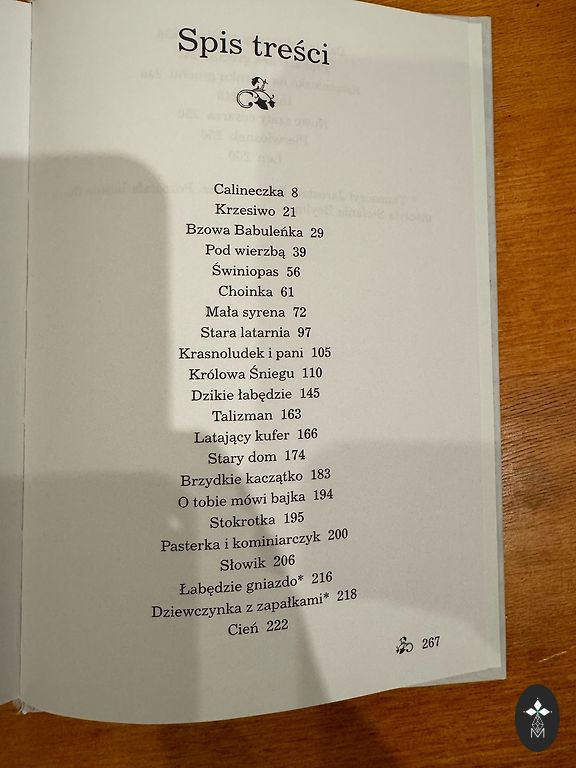 Spis treści
Calineczka 8
Krzesiwo 21
Bzowa Babuleńka 29
Pod wierzbą 39
Świniopas 56
Choinka 61
Mała syrena 72
Stara latarnia 97
Krasnoludek i pani 105
Królowa Śniegu 110
Dzikie łabędzie 145
Talizman 163
Latający kufer 166
Stary dom 174
Brzydkie kaczątko 183
O tobie mówi bajka 194
Stokrotka 195
Pasterka i kominiarczyk 200
Słowik 206
Łabędzie gniazdo* 216
Dziewczynka z zapałkami* 218
Cień 222
267
M